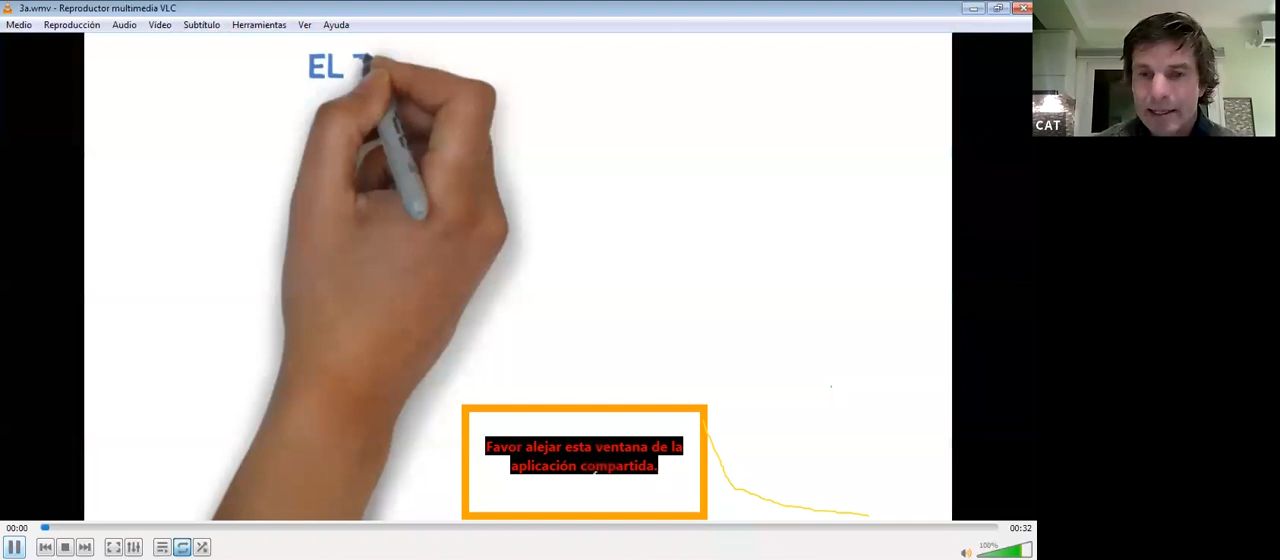 3a.wmv - Reproductor multimedia VLC
Medio Reproducción Audio Vídeo Subtítulo Herramientas Ver Ayuda
EL
CAT
Favor alejar esta ventana de la
aplicación compartida.
00:00
00:32
100%